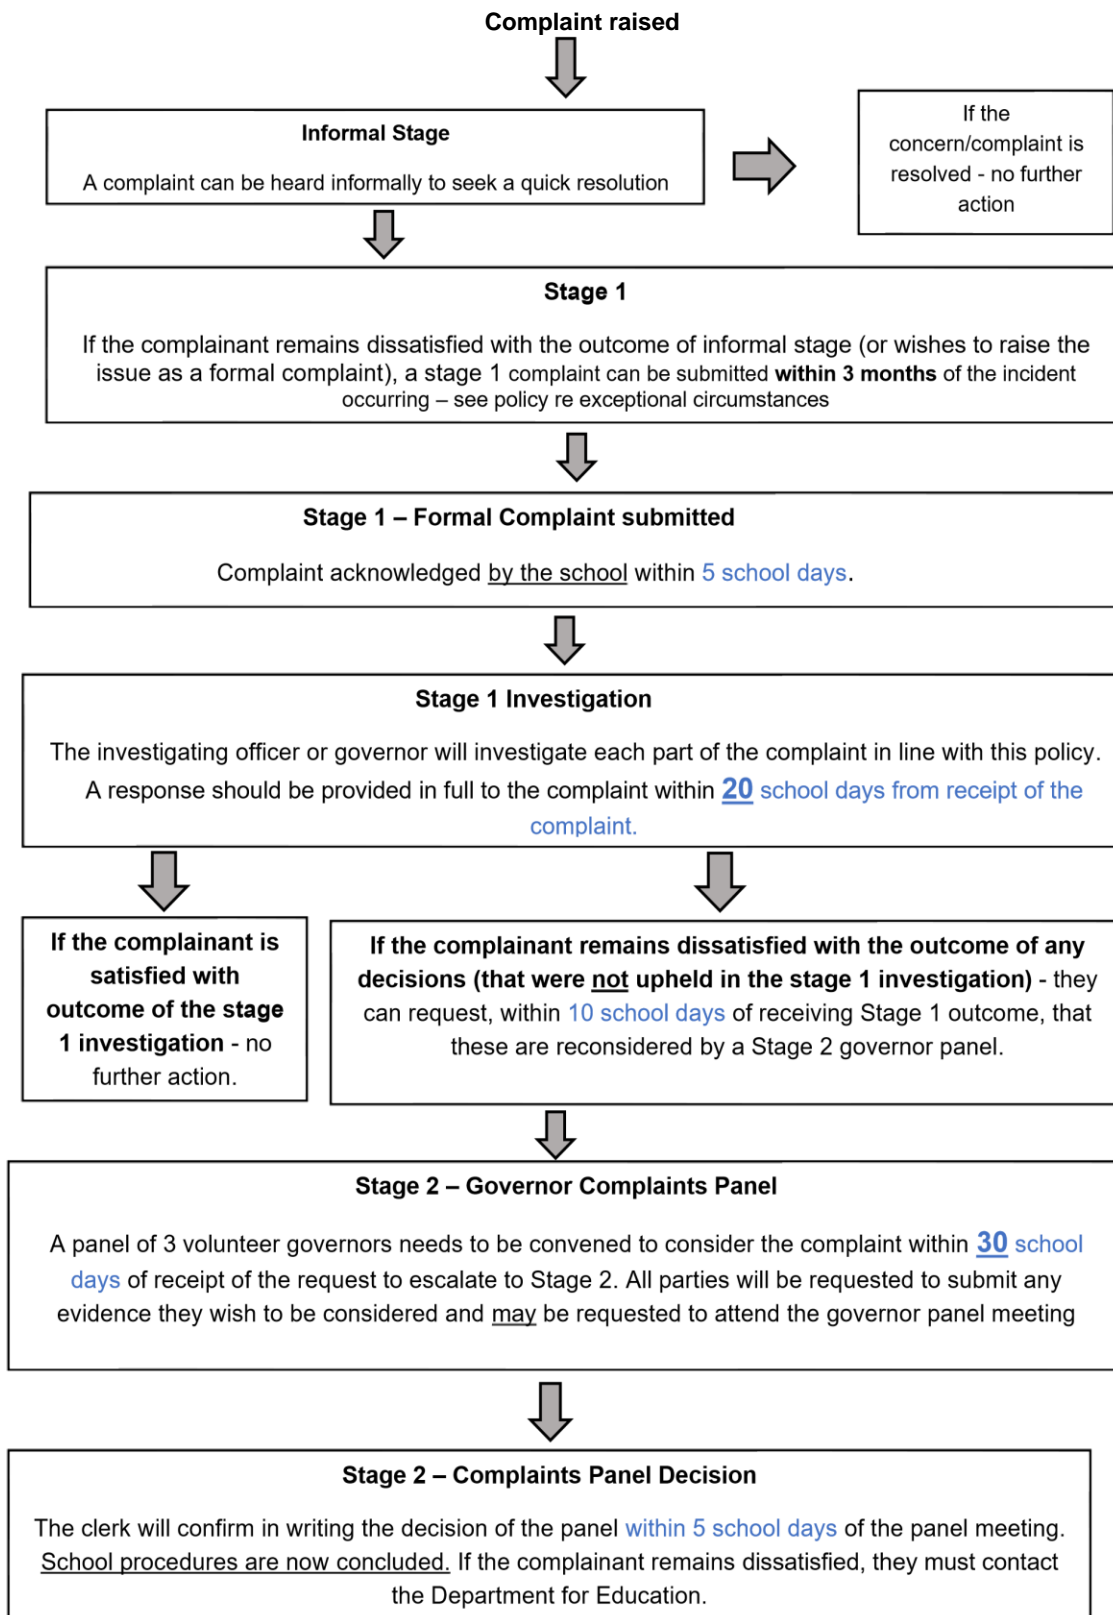 Complaint raised
Informal Stage
A complaint can be heard informally to seek a quick resolution
If the
concern/complaint is
resolved - no further
action
Stage 1
If the complainant remains dissatisfied with the outcome of informal stage (or wishes to raise the
issue as a formal complaint), a stage 1 complaint can be submitted within 3 months of the incident
occurring – see policy re exceptional circumstances
Stage 1 – Formal Complaint submitted
Complaint acknowledged by the school within 5 school days.
Stage 1 Investigation
The investigating officer or governor will investigate each part of the complaint in line with this policy.
A response should be provided in full to the complaint within 20 school days from receipt of the
complaint.
If the complainant is
satisfied with
outcome of the stage
1 investigation - no
further action.
If the complainant remains dissatisfied with the outcome of any
decisions (that were not upheld in the stage 1 investigation) - they
can request, within 10 school days of receiving Stage 1 outcome, that
these are reconsidered by a Stage 2 governor panel.
Stage 2 – Governor Complaints Panel
A panel of 3 volunteer governors needs to be convened to consider the complaint within 30 school
days of receipt of the request to escalate to Stage 2. All parties will be requested to submit any
evidence they wish to be considered and may be requested to attend the governor panel meeting
Stage 2 – Complaints Panel Decision
The clerk will confirm in writing the decision of the panel within 5 school days of the panel meeting.
School procedures are now concluded. If the complainant remains dissatisfied, they must contact
the Department for Education.